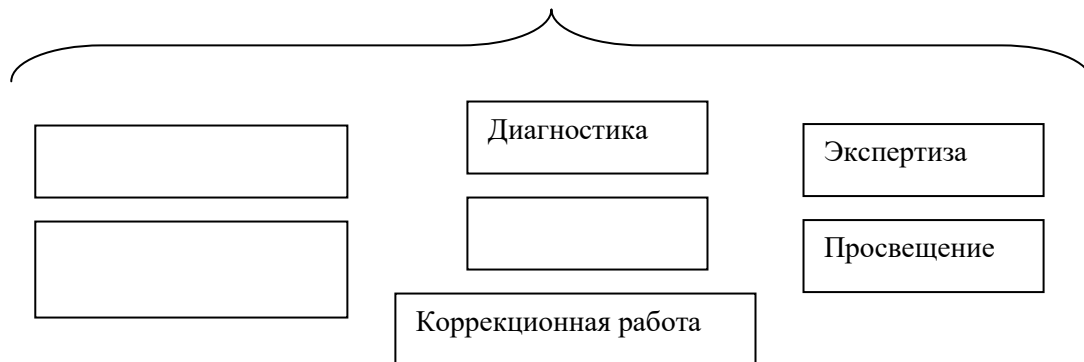 Диагностика
Экспертиза
Просвещение
Коррекционная работа